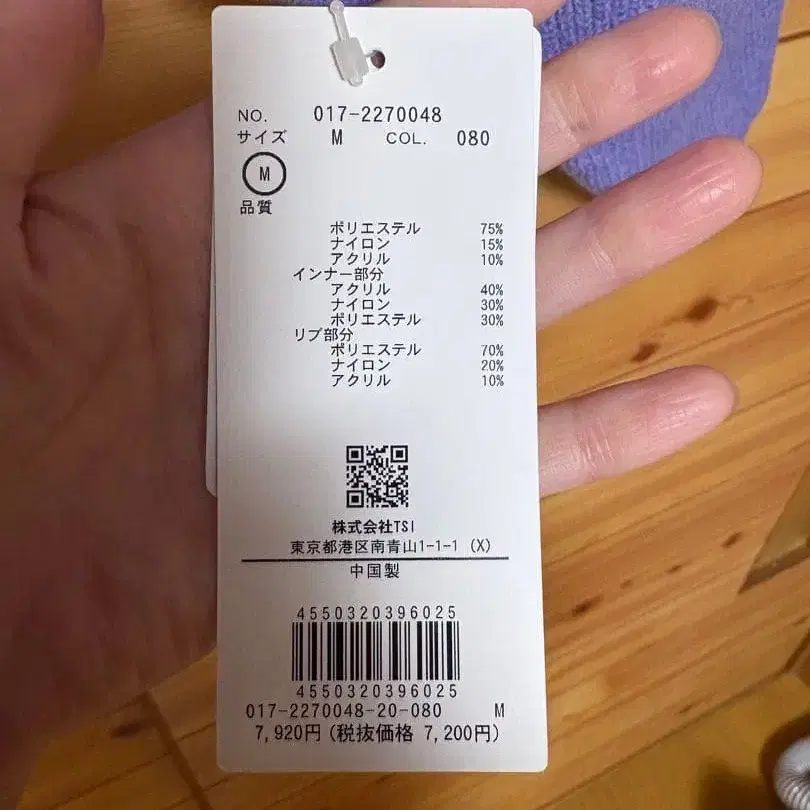 NO. 017-2270048
サイズ M COL. 080
M
品質
ポリエステル 75%
ナイロン 15%
アクリル 10%
インナー部分
アクリル 40%
ナイロン 30%
ポリエステル 30%
リブ部分
ポリエステル 70%
ナイロン 20%
アクリル 10%
株式会社TSI
東京都港区南青山1-1-1 (X)
中国製
4550320396025
4550320396025
017-2270048-20-080 M
7,920円(税抜価格 7,200円)